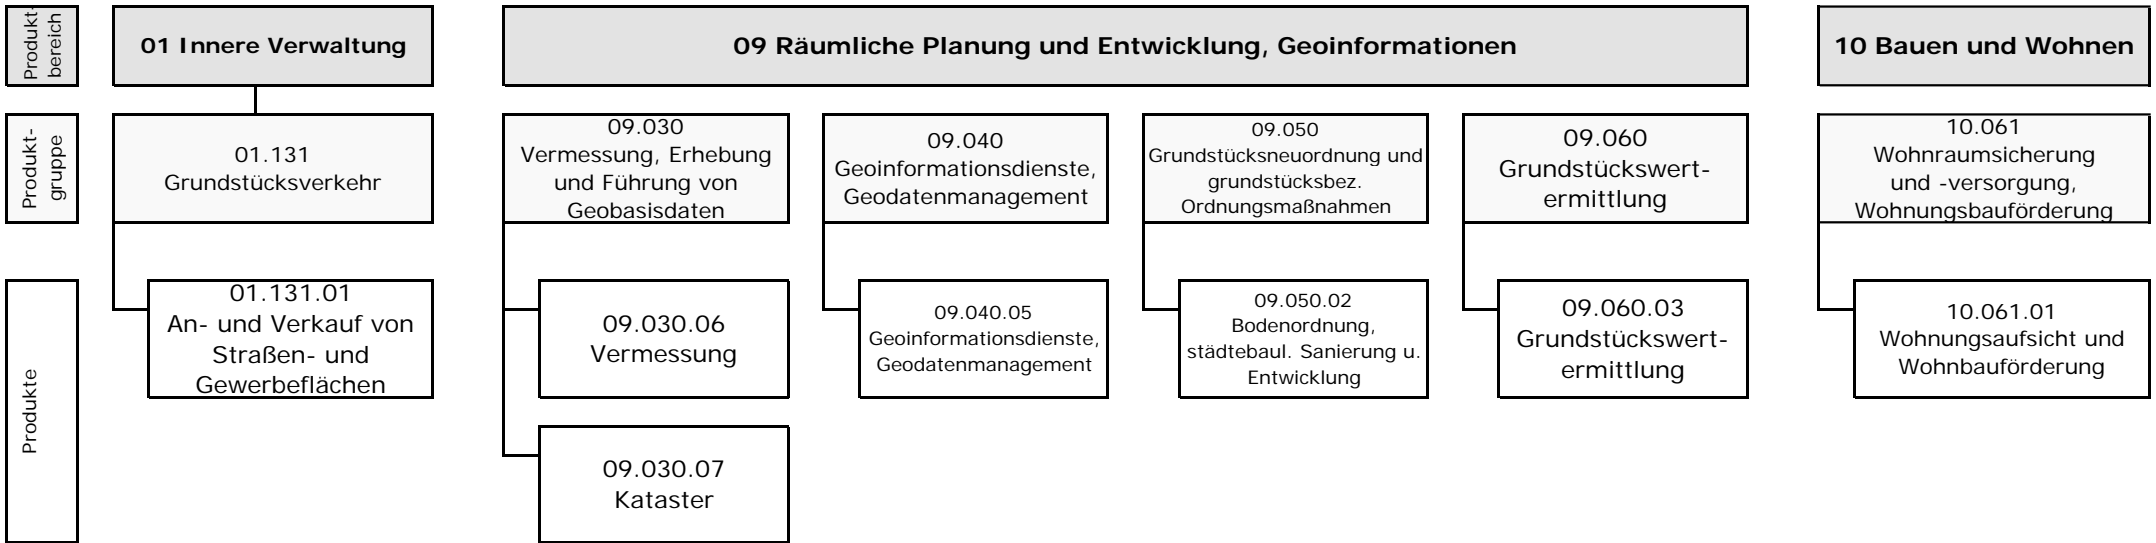 Produkt-
bereich
01 Innere Verwaltung
09 Räumliche Planung und Entwicklung, Geoinformationen
10 Bauen und Wohnen
Produkt-
gruppe
01.131
Grundstücksverkehr
09.030
Vermessung, Erhebung
und Führung von
Geobasisdaten
09.040
Geoinformationsdienste,
Geodatenmanagement
09.050
Grundstücksneuordnung und
grundstücksbez.
Ordnungsmaßnahmen
09.060
Grundstückswert-
ermittlung
10.061
Wohnraumsicherung
und -versorgung,
Wohnungsbauförderung
Produkte
01.131.01
An- und Verkauf von
Straßen- und
Gewerbeflächen
09.030.06
Vermessung
09.040.05
Geoinformationsdienste,
Geodatenmanagement
09.050.02
Bodenordnung,
städtebaul. Sanierung u.
Entwicklung
09.060.03
Grundstückswert-
ermittlung
10.061.01
Wohnungsaufsicht und
Wohnbauförderung
09.030.07
Kataster